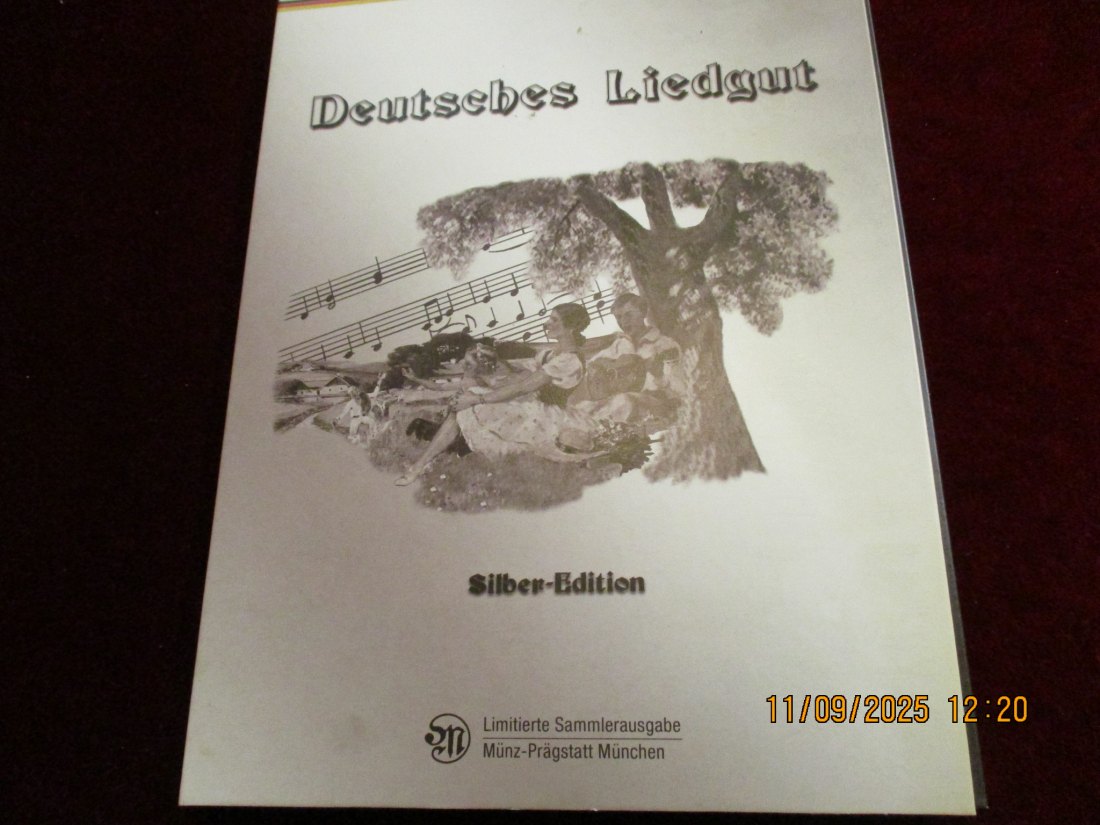 Deutsches Liedgut
Silber-Edition
M
Limitierte Sammlerausgabe
Münz-Prägstatt München
11/09/2025 12:20